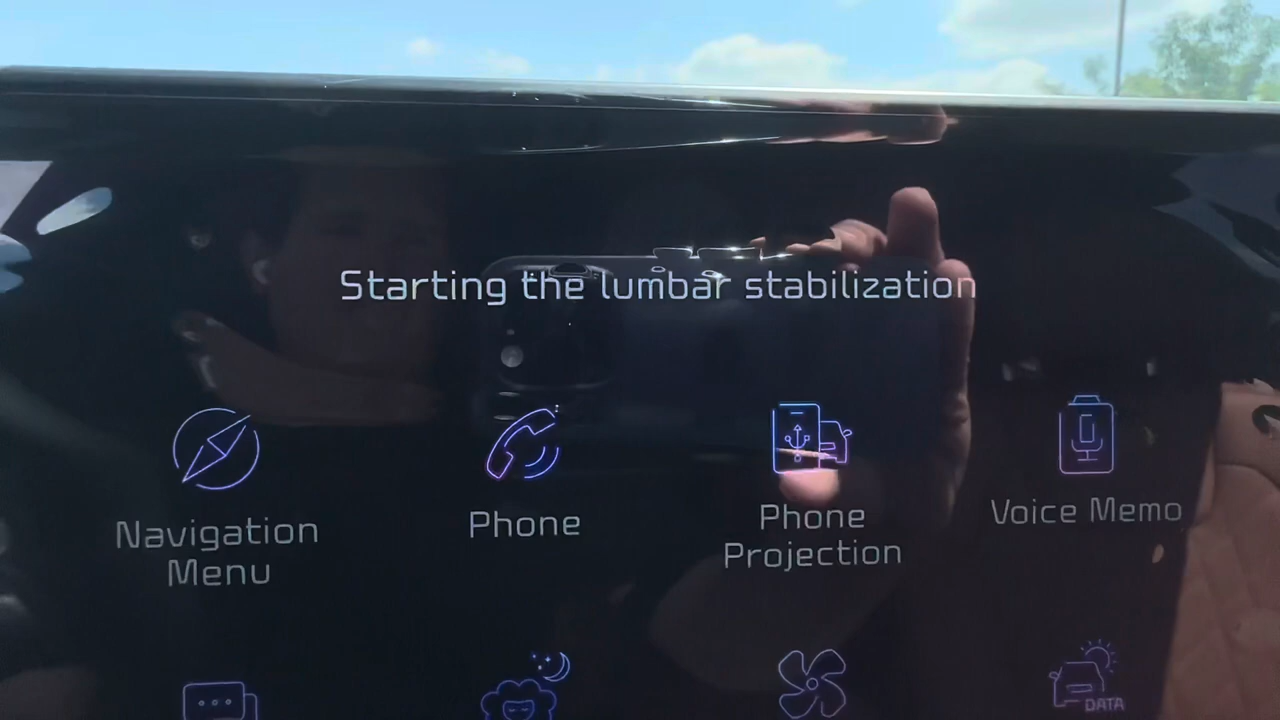 Starting the lumbar stabilization
Navigation
Menu
Phone
Phone
Projection
Voice Memo
DATA